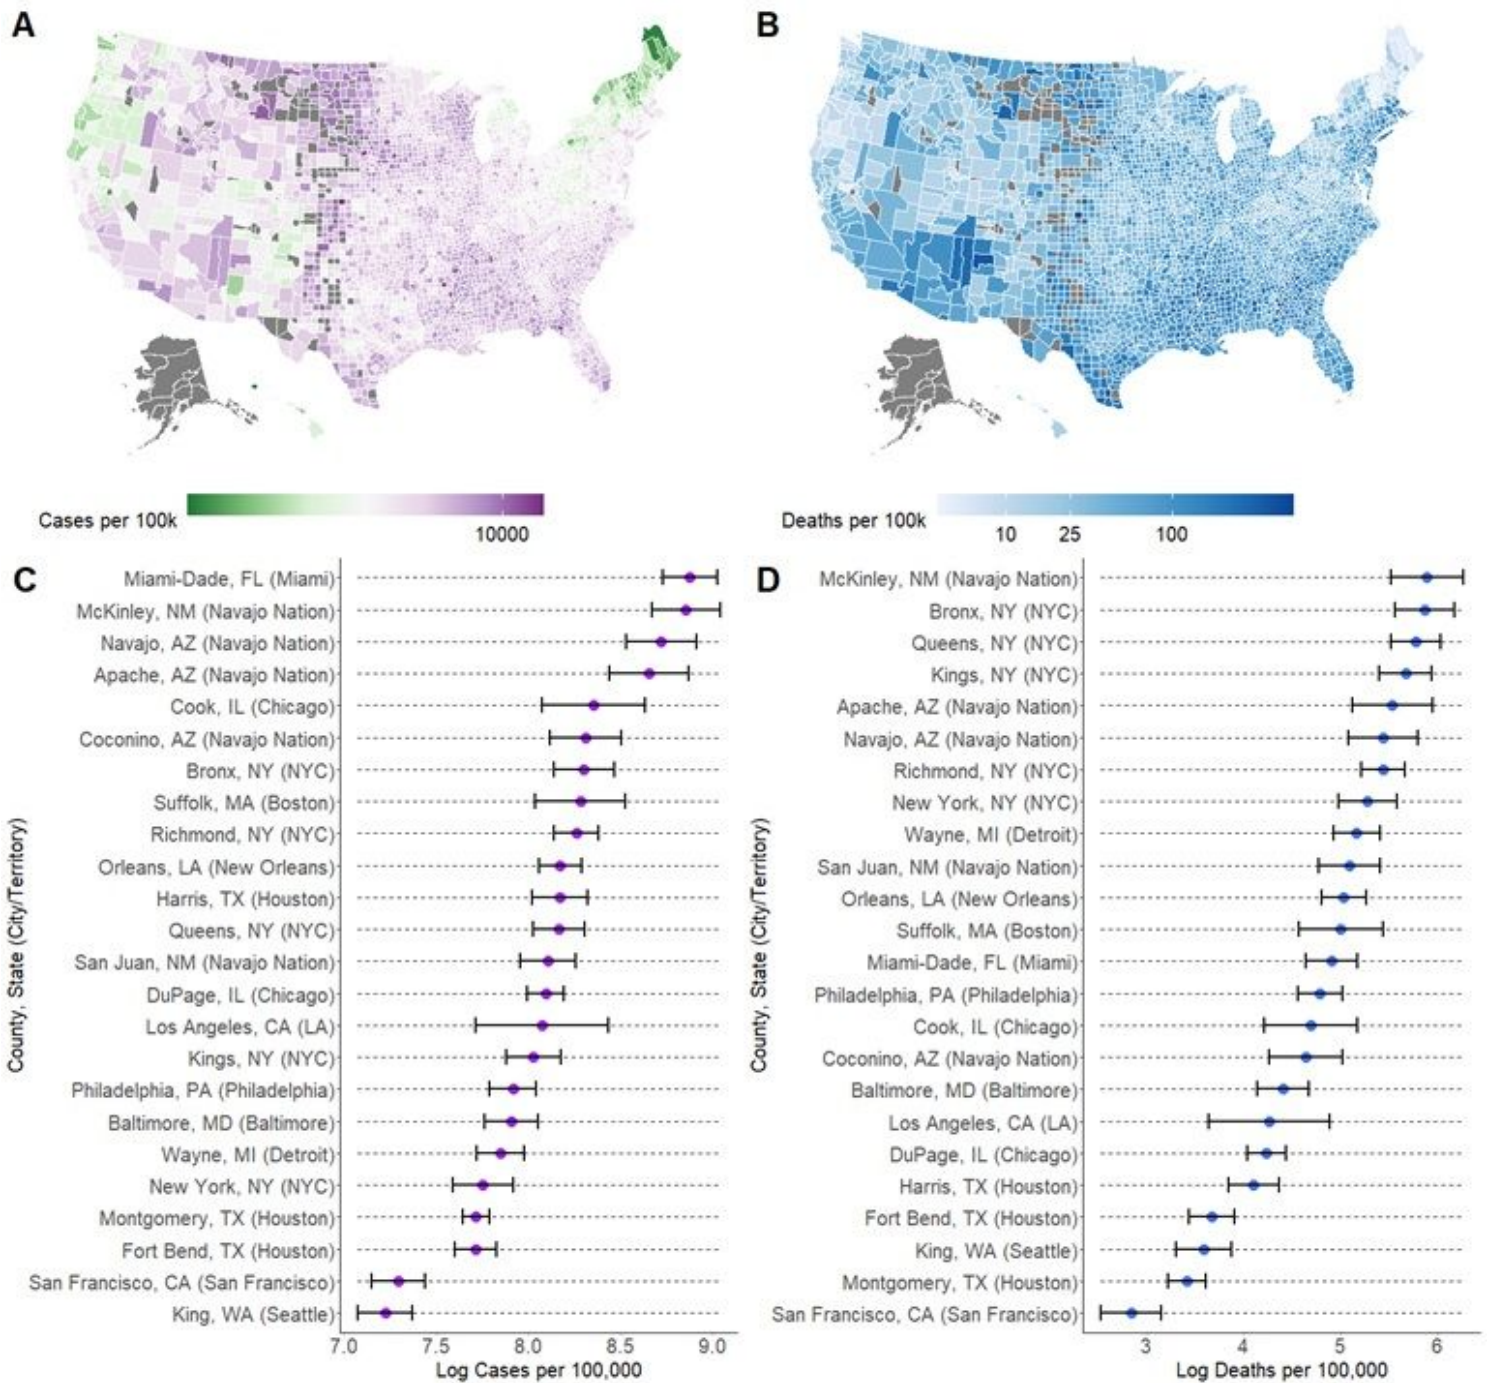 A
B
Cases per 100k
10000
Deaths per 100k
10 25 100
C
County, State (City/Territory)
Miami-Dade, FL (Miami)
McKinley, NM (Navajo Nation)
Navajo, AZ (Navajo Nation)
Apache, AZ (Navajo Nation)
Cook, IL (Chicago)
Coconino, AZ (Navajo Nation)
Bronx, NY (NYC)
Suffolk, MA (Boston)
Richmond, NY (NYC)
Orleans, LA (New Orleans)
Harris, TX (Houston)
Queens, NY (NYC)
San Juan, NM (Navajo Nation)
DuPage, IL (Chicago)
Los Angeles, CA (LA)
Kings, NY (NYC)
Philadelphia, PA (Philadelphia)
Baltimore, MD (Baltimore)
Wayne, MI (Detroit)
New York, NY (NYC)
Montgomery, TX (Houston)
Fort Bend, TX (Houston)
San Francisco, CA (San Francisco)
King, WA (Seattle)
7.0 7.5 8.0 8.5 9.0
Log Cases per 100,000
D
County, State (City/Territory)
McKinley, NM (Navajo Nation)
Bronx, NY (NYC)
Queens, NY (NYC)
Kings, NY (NYC)
Apache, AZ (Navajo Nation)
Navajo, AZ (Navajo Nation)
Richmond, NY (NYC)
New York, NY (NYC)
Wayne, MI (Detroit)
San Juan, NM (Navajo Nation)
Orleans, LA (New Orleans)
Suffolk, MA (Boston)
Miami-Dade, FL (Miami)
Philadelphia, PA (Philadelphia)
Cook, IL (Chicago)
Coconino, AZ (Navajo Nation)
Baltimore, MD (Baltimore)
Los Angeles, CA (LA)
DuPage, IL (Chicago)
Harris, TX (Houston)
Fort Bend, TX (Houston)
King, WA (Seattle)
Montgomery, TX (Houston)
San Francisco, CA (San Francisco)
3 4 5 6
Log Deaths per 100,000